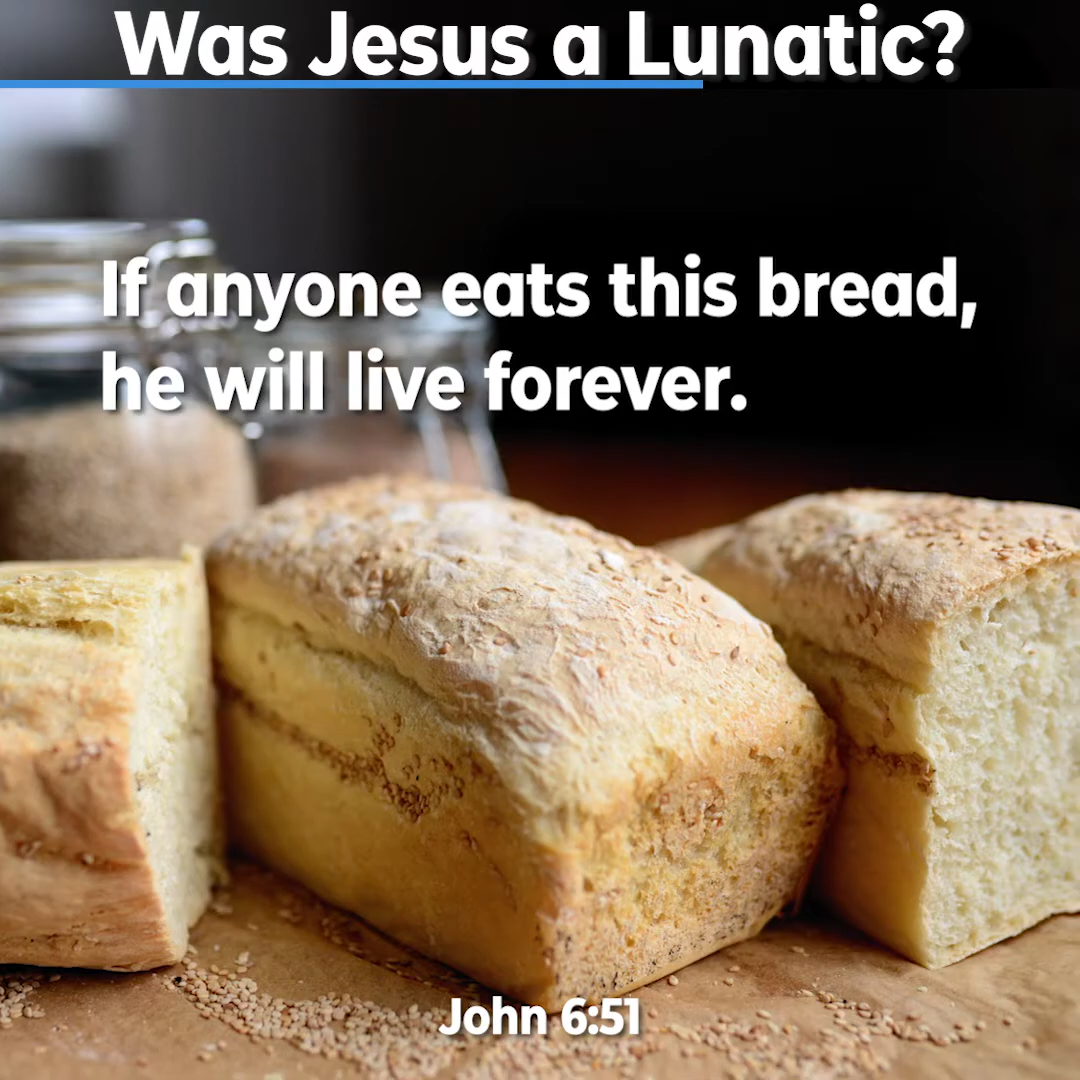 Was Jesus a Lunatic?
If anyone eats this bread,
he will live forever.
John 6:51